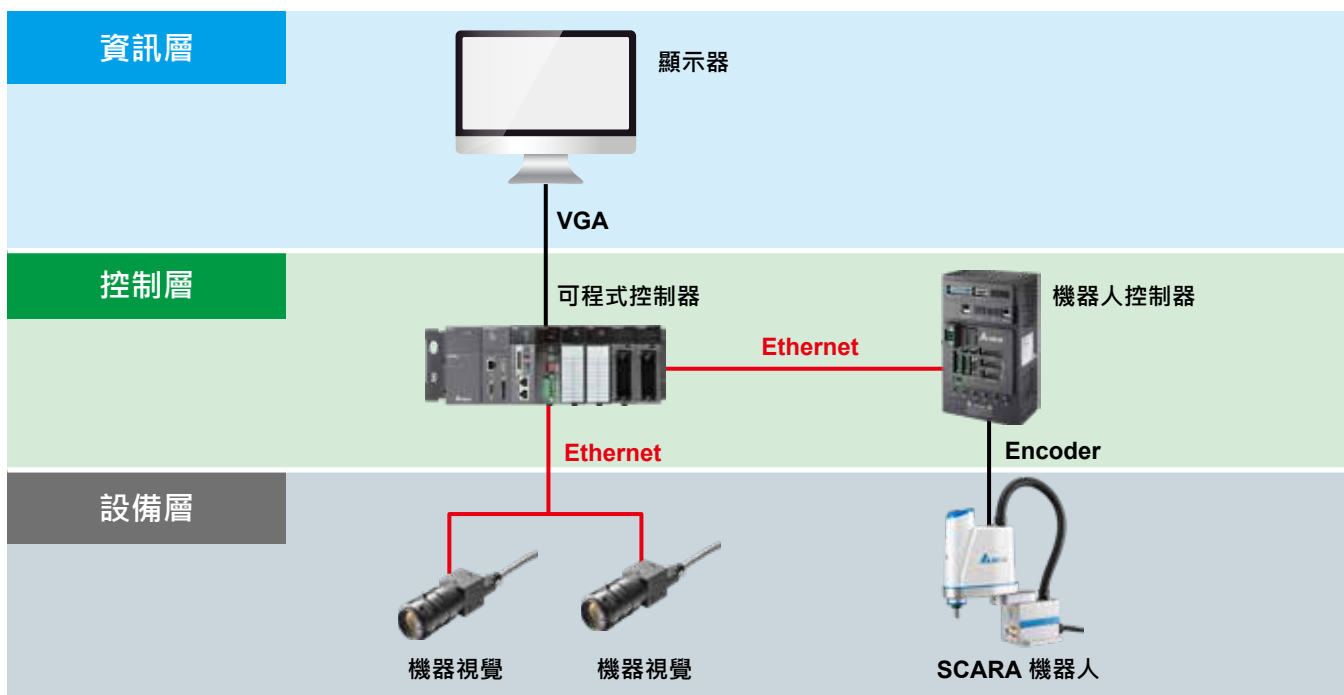 資訊層
顯示器
VGA
控制層
可程式控制器
機器人控制器
Ethernet
Ethernet
Encoder
設備層
機器視覺
機器視覺
SCARA 機器人